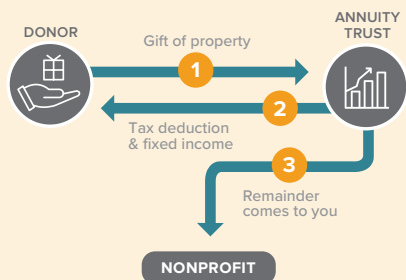 DONOR
ANNUITY
TRUST
Gift of property
1
2
Tax deduction
& fixed income
3
Remainder
comes to you
NONPROFIT